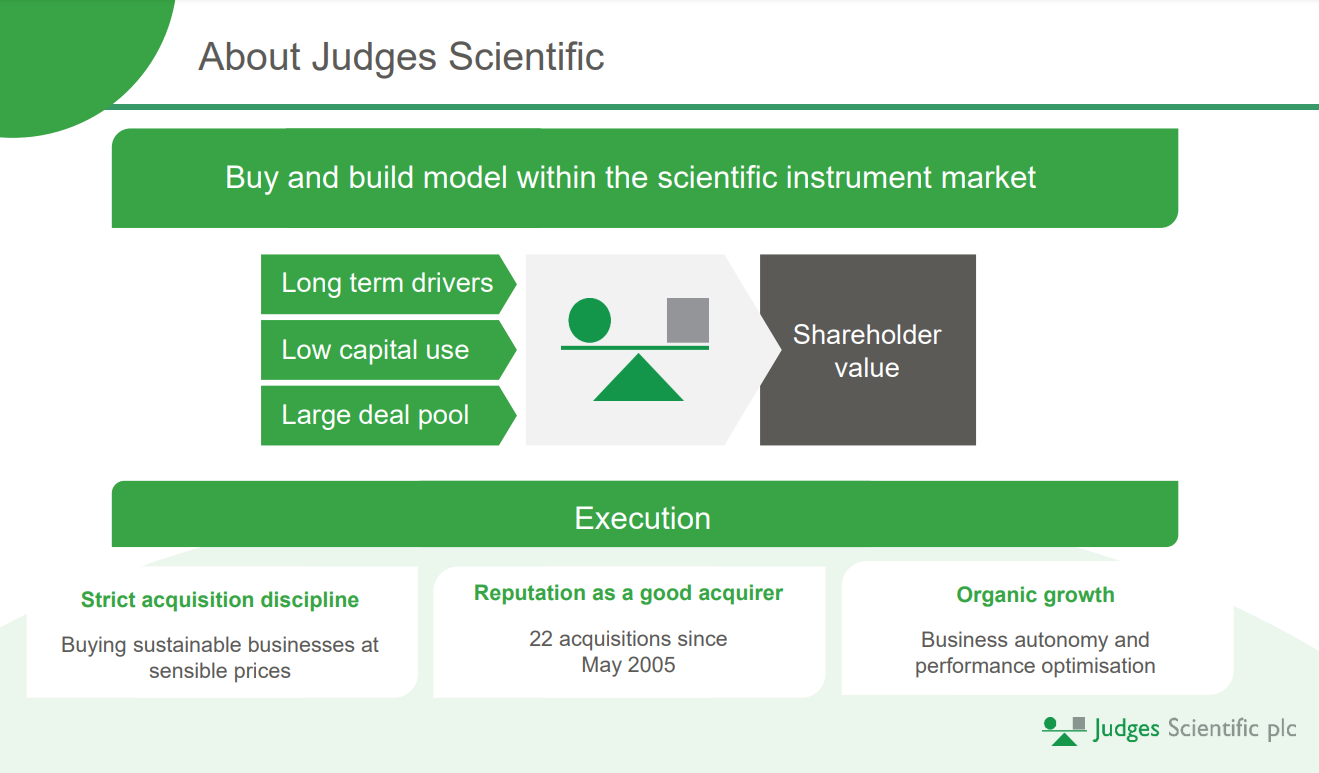 About Judges Scientific
Buy and build model within the scientific instrument market
Long term drivers
Low capital use
Large deal pool
Shareholder
value
Execution
Strict acquisition discipline
Buying sustainable businesses at
sensible prices
Reputation as a good acquirer
22 acquisitions since
May 2005
Organic growth
Business autonomy and
performance optimisation
Judges Scientific plc